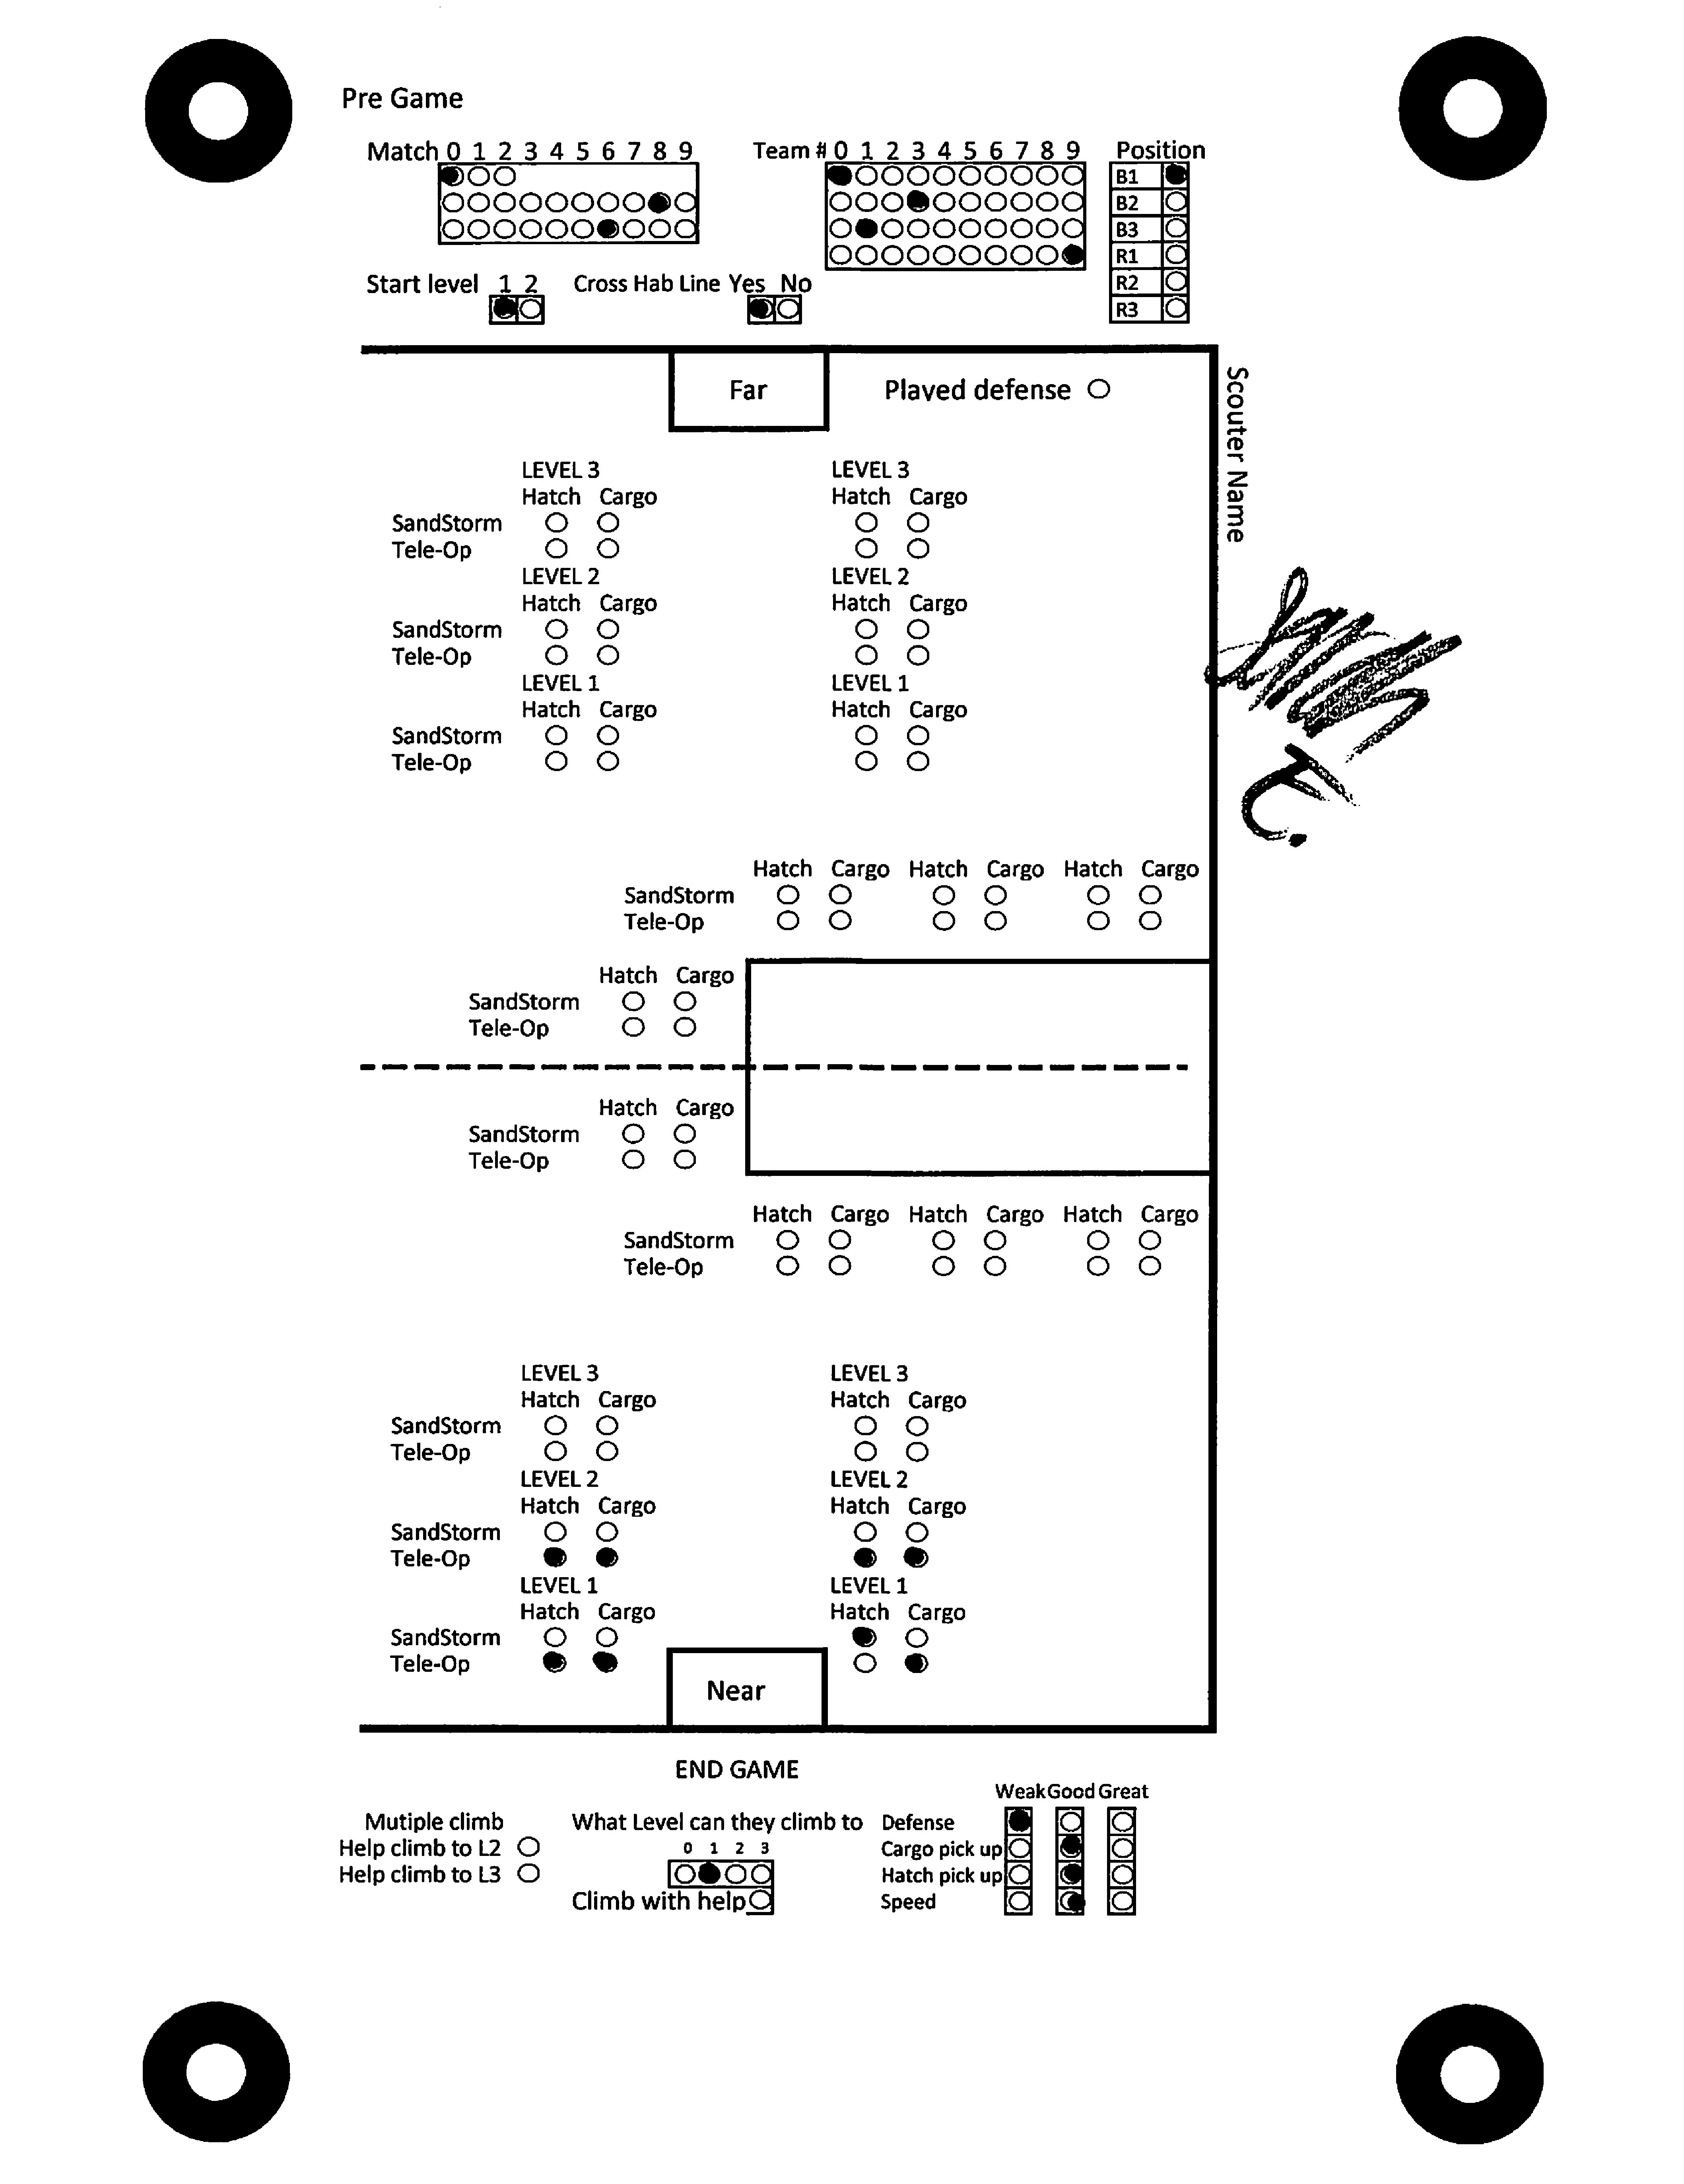 Pre Game
Match 0 1 2 3 4 5 6 7 8 9
Team # 0 1 2 3 4 5 6 7 8 9
Position
B1
B2
B3
R1
R2
R3
Start level 1 2
Cross Hab Line Yes No
Far
Played defense
Scouter Name
LEVEL 3 LEVEL 3
Hatch Cargo Hatch Cargo
SandStorm
Tele-Op
LEVEL 2 LEVEL 2
Hatch Cargo Hatch Cargo
SandStorm
Tele-Op
LEVEL 1 LEVEL 1
Hatch Cargo Hatch Cargo
SandStorm
Tele-Op
Hatch Cargo Hatch Cargo Hatch Cargo
SandStorm
Tele-Op
Hatch Cargo
SandStorm
Tele-Op
Hatch Cargo
SandStorm
Tele-Op
Hatch Cargo Hatch Cargo Hatch Cargo
SandStorm
Tele-Op
LEVEL 3 LEVEL 3
Hatch Cargo Hatch Cargo
SandStorm
Tele-Op
LEVEL 2 LEVEL 2
Hatch Cargo Hatch Cargo
SandStorm
Tele-Op
LEVEL 1 LEVEL 1
Hatch Cargo Hatch Cargo
SandStorm
Tele-Op
Near
END GAME
Mutiple climb
Help climb to L2
Help climb to L3
What Level can they climb to
0 1 2 3
Climb with help
Weak Good Great
Defense
Cargo pick up
Hatch pick up
Speed